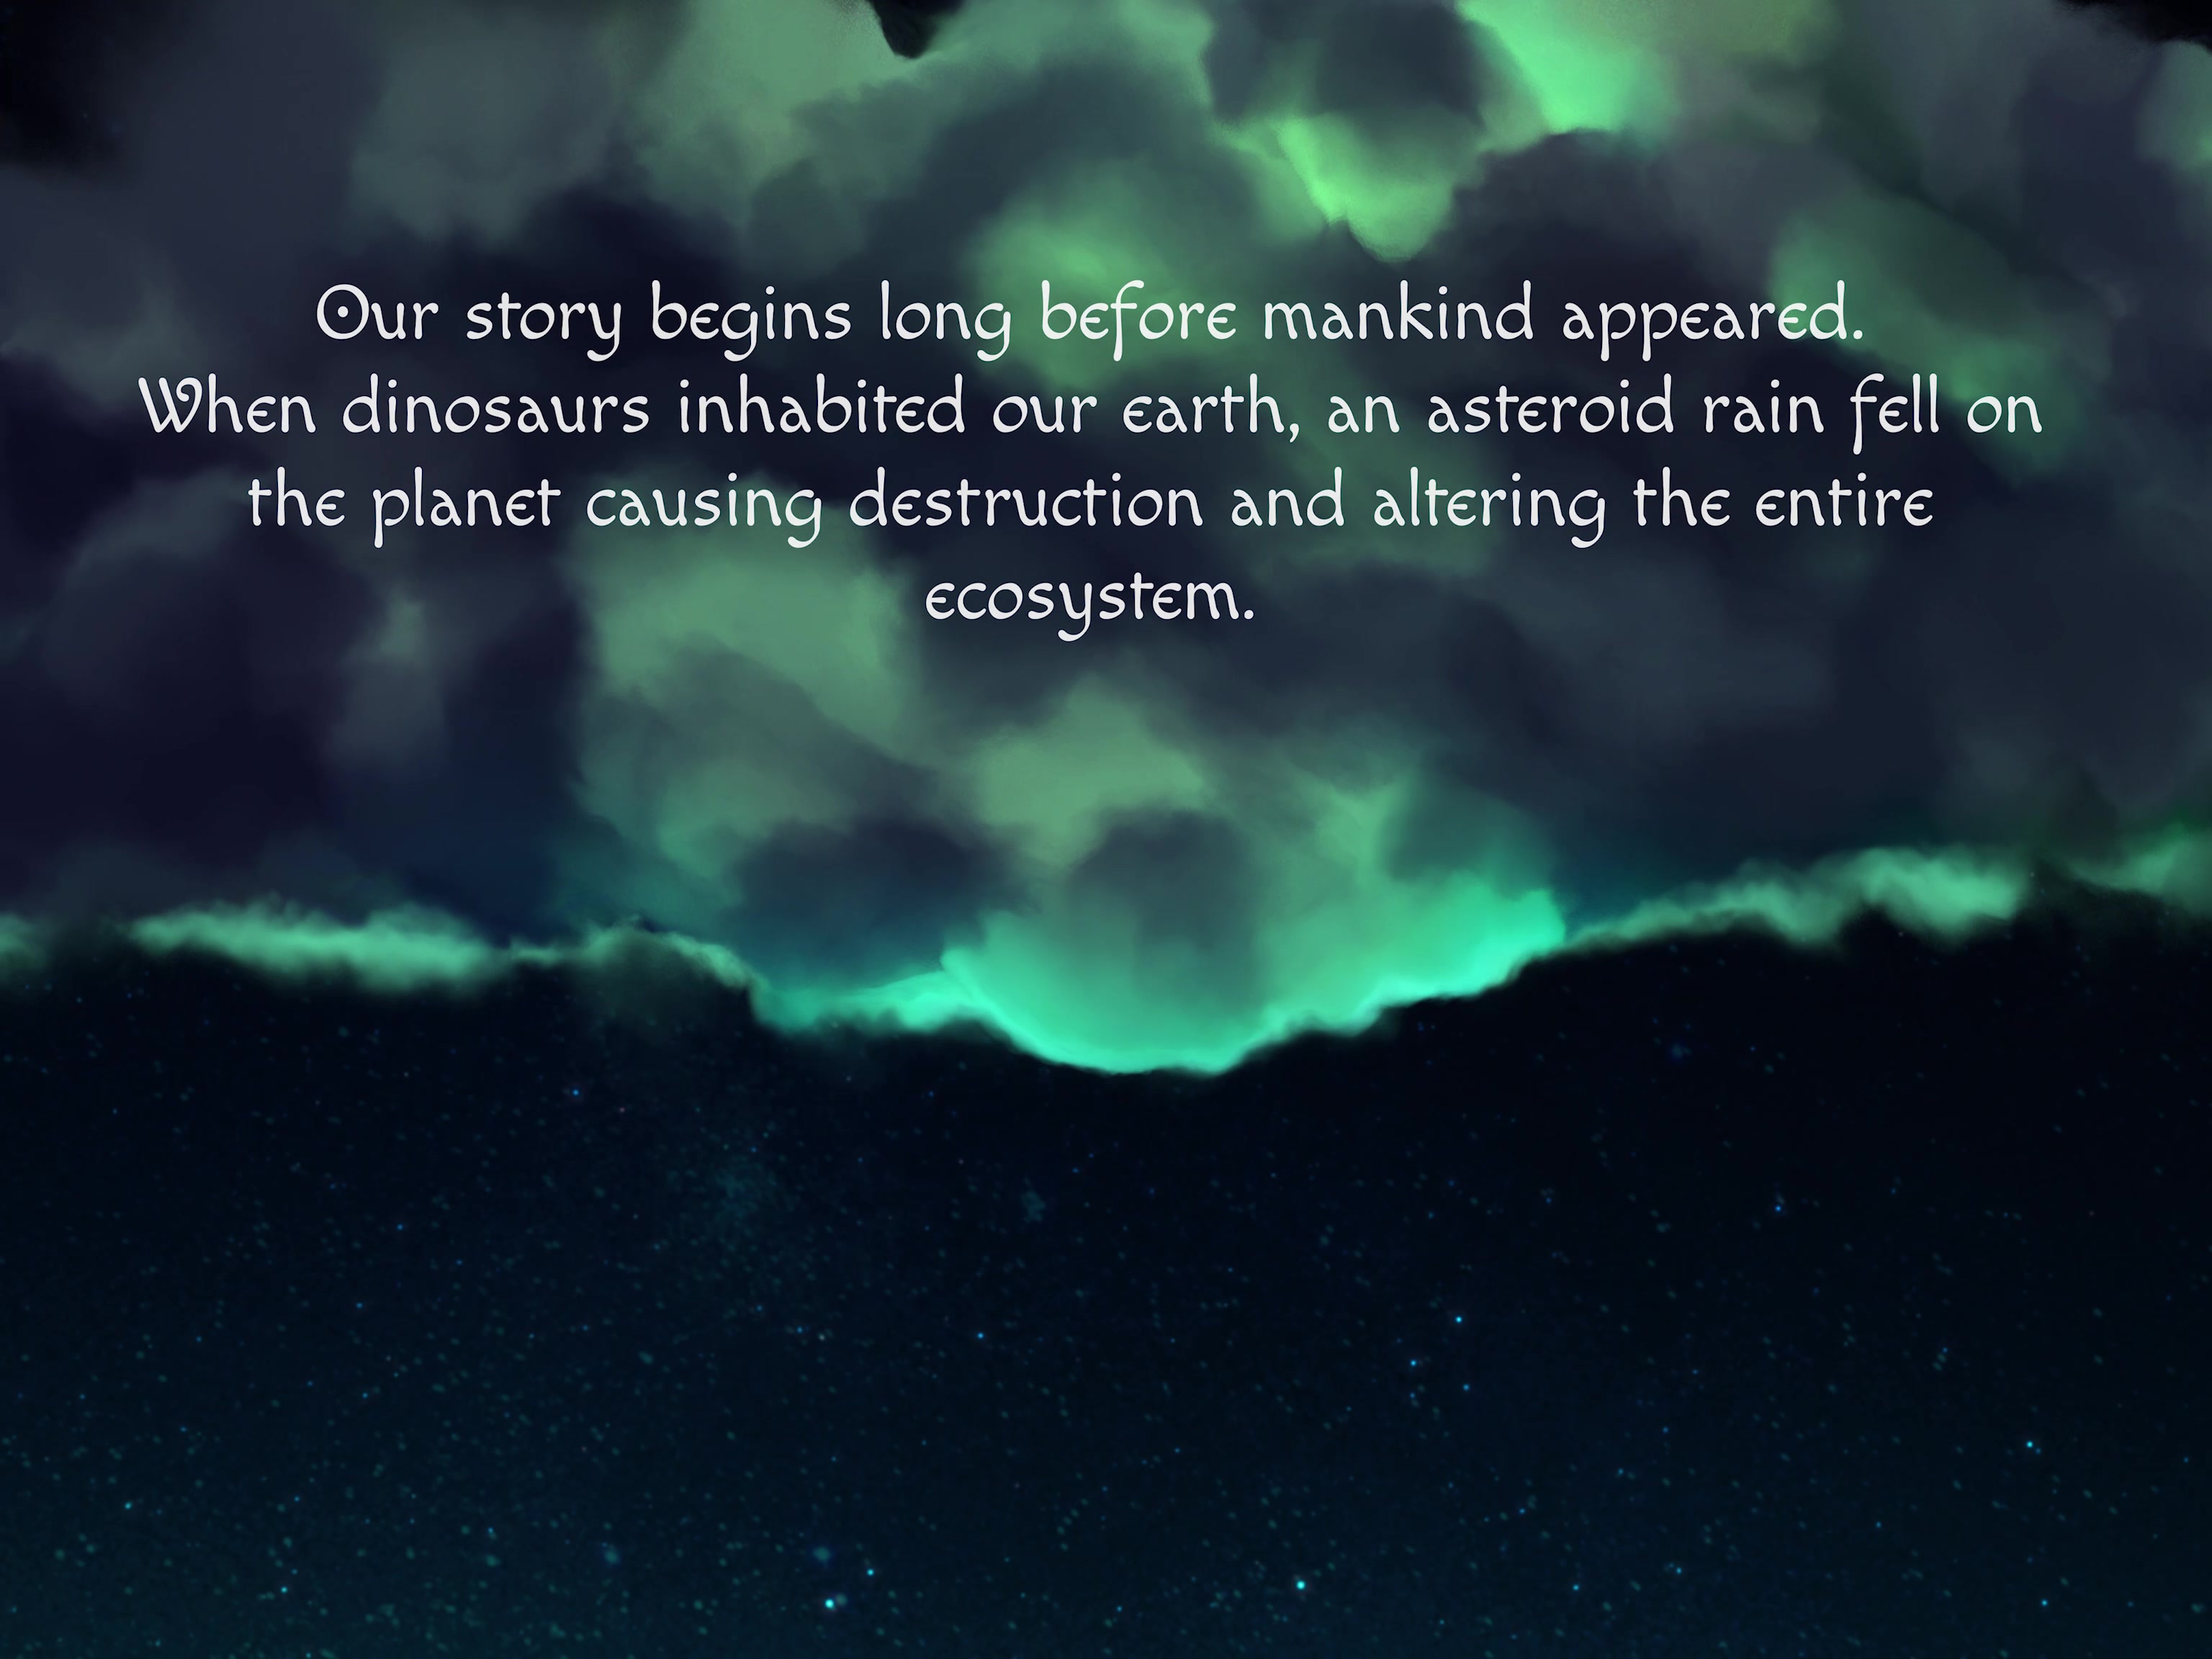 Our story begins long before mankind appeared.
When dinosaurs inhabited our earth, an asteroid rain fell on
the planet causing destruction and altering the entire
ecosystem.